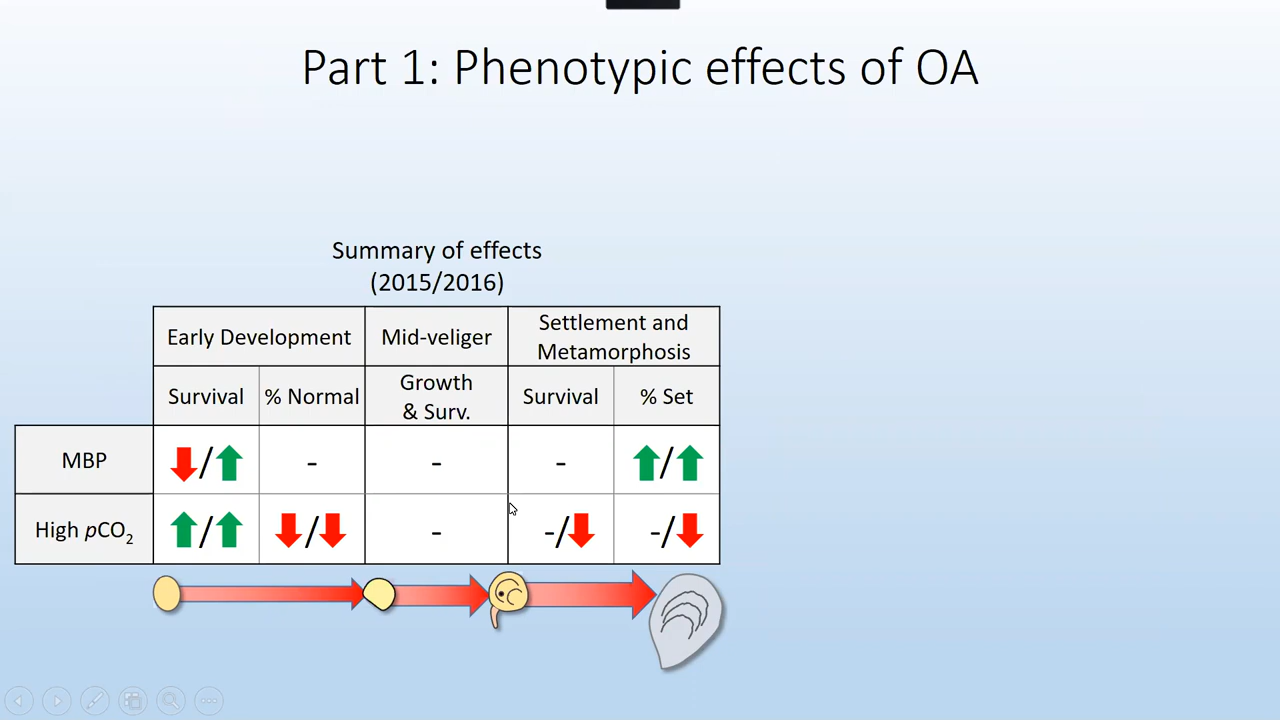 Part 1: Phenotypic effects of OA
Summary of effects
(2015/2016)
Early Development
Mid-veliger
Settlement and
Metamorphosis
Survival
% Normal
Growth
& Surv.
Survival
% Set
MBP
/
-
-
-
/
High pCO₂
/
/
-
-/
-/